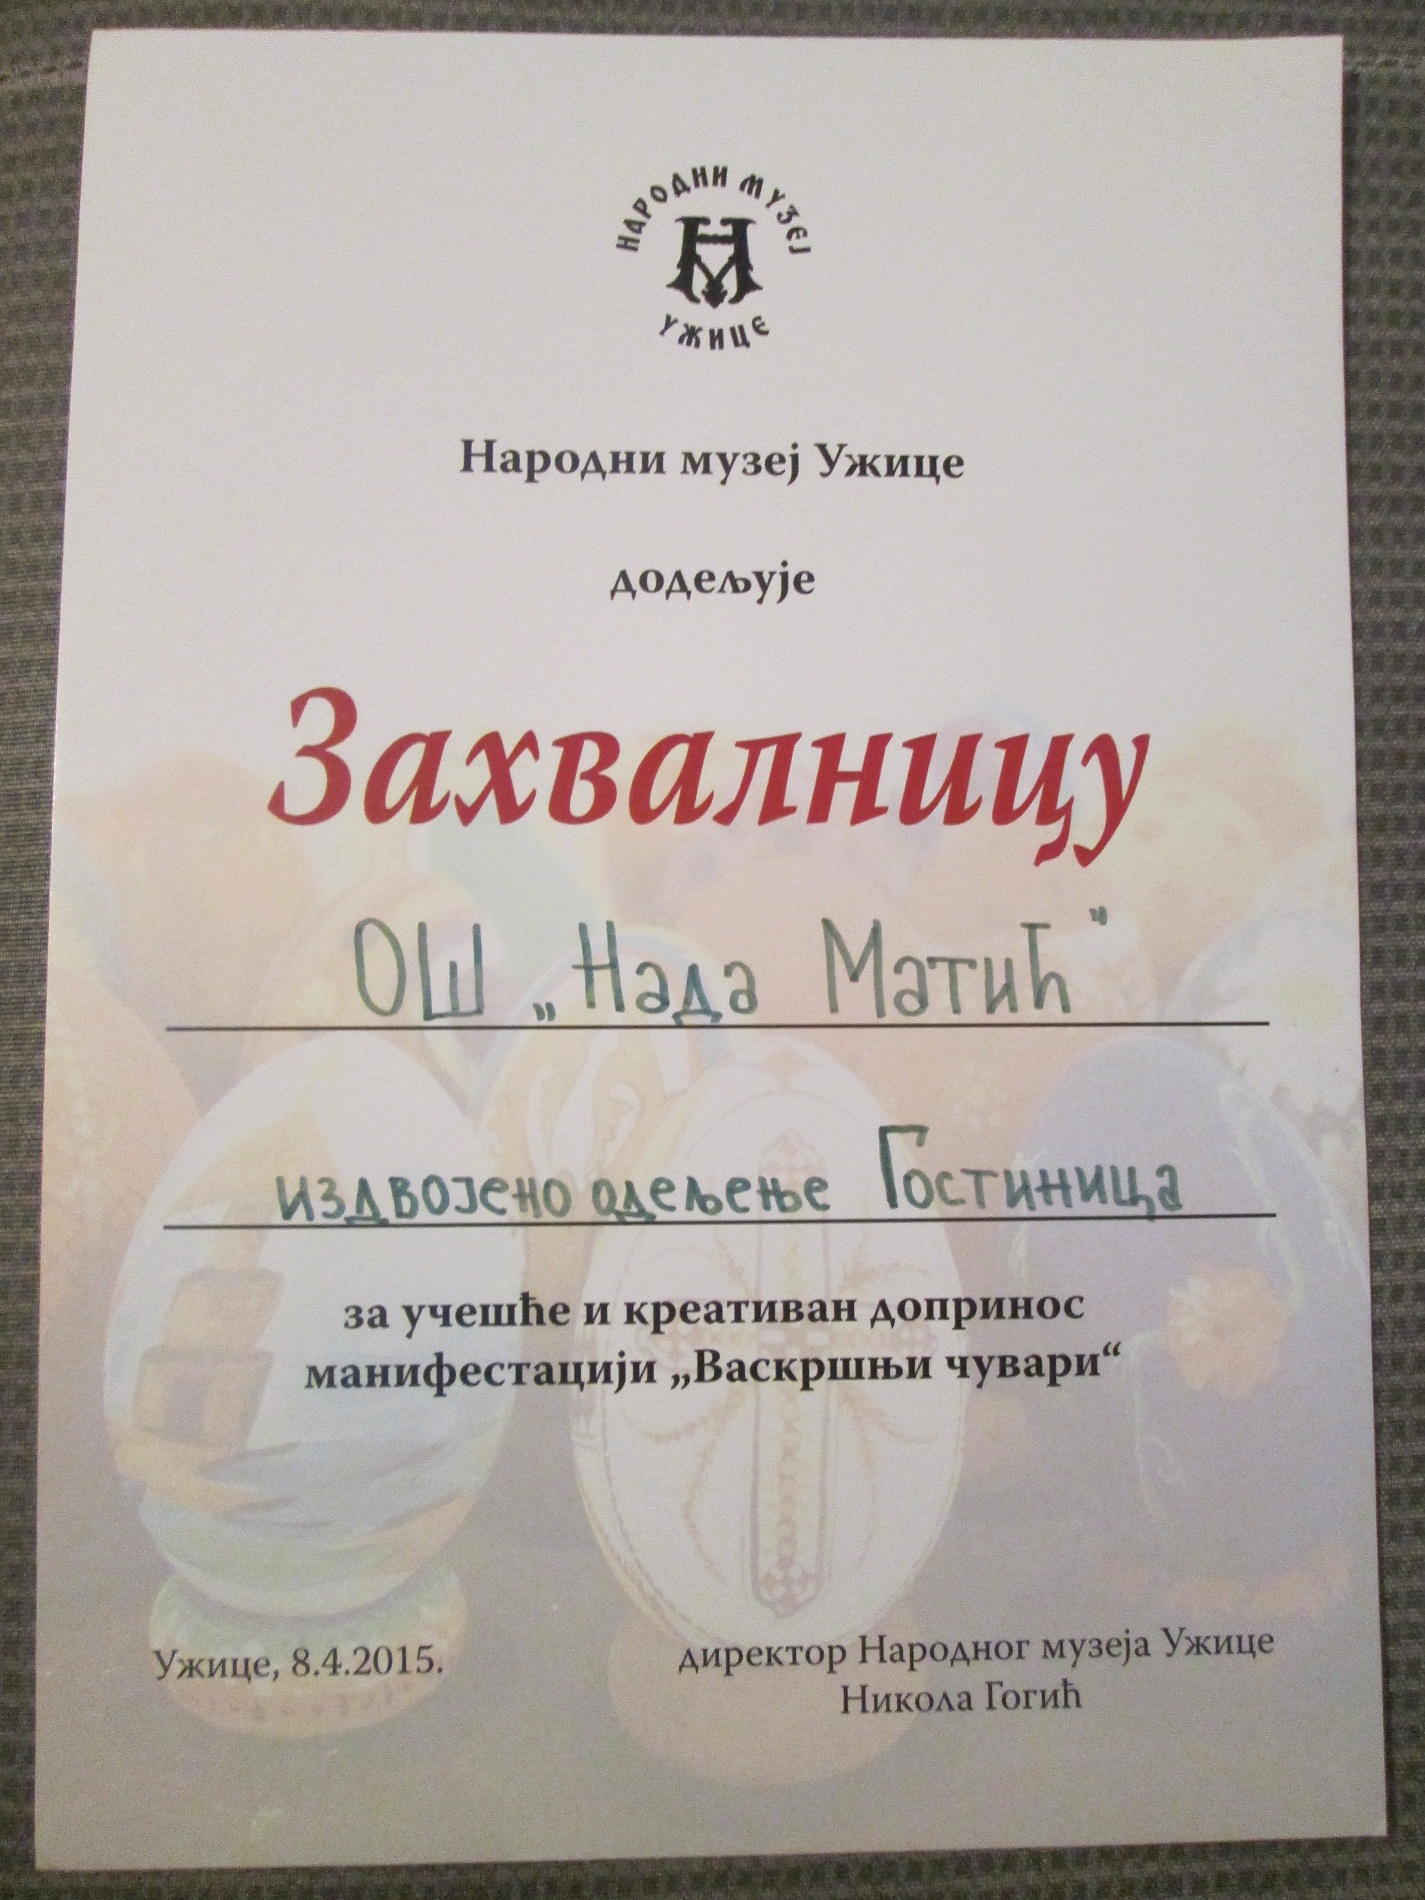 НАРОДНИ МУЗЕЈ
УЖИЦЕ
Народни музеј Ужице
додељује
Захвалницу
ОШ „Нада Матић“
издвојено одељење Гостиница
за учешће и креативан допринос
манифестацији „Васкршњи чувари“
Ужице, 8.4.2015.
директор Народног музеја Ужице
Никола Гогић